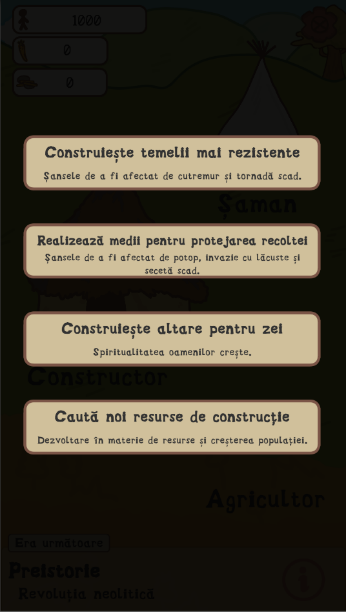 1000
0
0
Construiește temelii mai rezistente
Șansele de a fi afectat de cutremur și tornadă scad.
Șaman
Realizează medii pentru protejarea recoltei
Șansele de a fi afectat de potop, invazie cu lăcuste și
secetă scad.
Construiește altare pentru zei
Spiritualitatea oamenilor crește.
Constructor
Caută noi resurse de construcție
Dezvoltare în materie de resurse și creșterea populației.
Agricultor
Era următoare
Preistorie
Revoluția neolitică